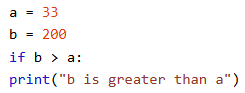 a = 33
b = 200
if b > a:
print("b is greater than a")